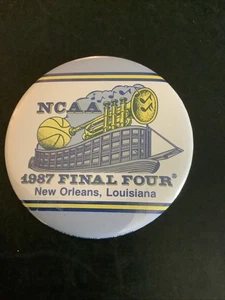 NCAA
1987 FINAL FOUR®
New Orleans, Louisiana